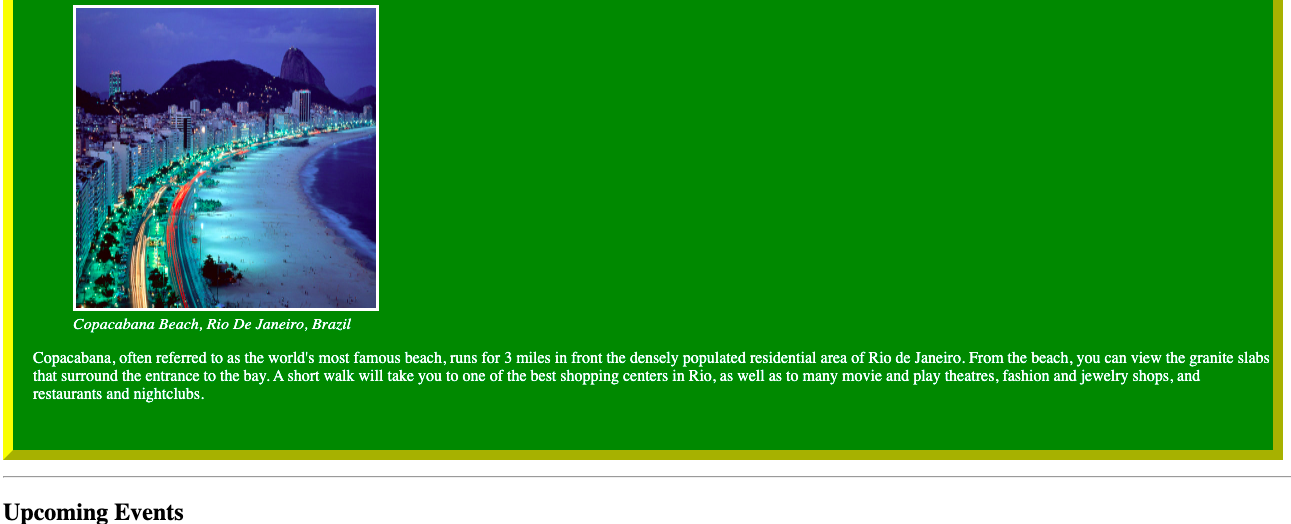 Copacabana Beach, Rio De Janeiro, Brazil
Copacabana, often referred to as the world's most famous beach, runs for 3 miles in front the densely populated residential area of Rio de Janeiro. From the beach, you can view the granite slabs
that surround the entrance to the bay. A short walk will take you to one of the best shopping centers in Rio, as well as to many movie and play theatres, fashion and jewelry shops, and
restaurants and nightclubs.
Upcoming Events